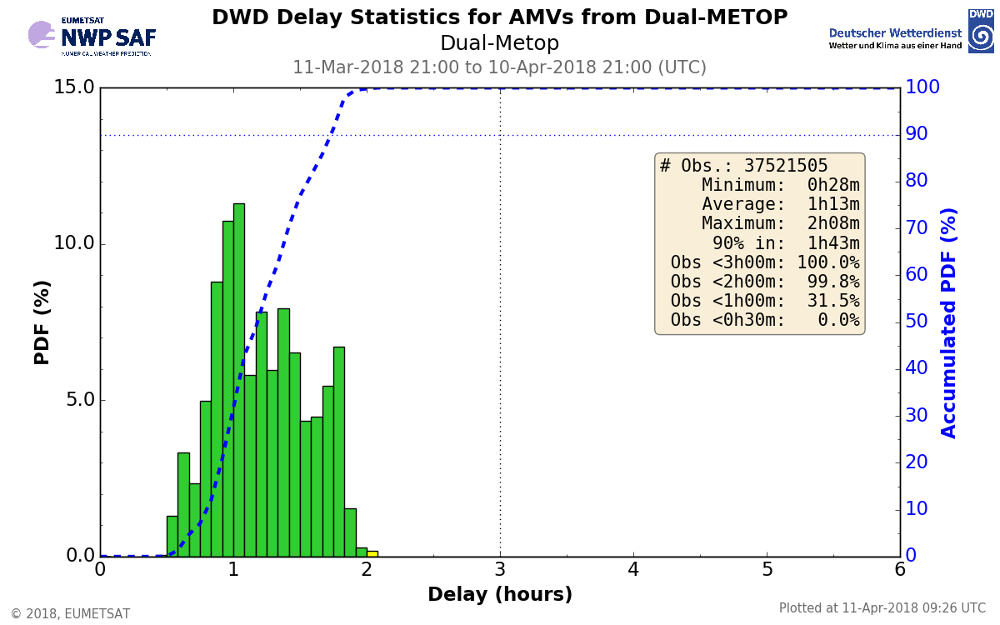 DWD Delay Statistics for AMVs from Dual-METOP
Dual-Metop
11-Mar-2018 21:00 to 10-Apr-2018 21:00 (UTC)
EUMETSAT
NWP SAF
NUMERICAL WEATHER PREDICTION
Deutscher Wetterdienst
Wetter und Klima aus einer Hand
DWD
15.0
10.0
5.0
0.0
PDF (%)
# Obs.: 37521505
Minimum: 0h28m
Average: 1h13m
Maximum: 2h08m
90% in: 1h43m
Obs <3h00m: 100.0%
Obs <2h00m: 99.8%
Obs <1h00m: 31.5%
Obs <0h30m: 0.0%
100
90
80
70
60
50
40
30
20
10
0
Accumulated PDF (%)
0 1 2 3 4 5 6
Delay (hours)
© 2018, EUMETSAT
Plotted at 11-Apr-2018 09:26 UTC